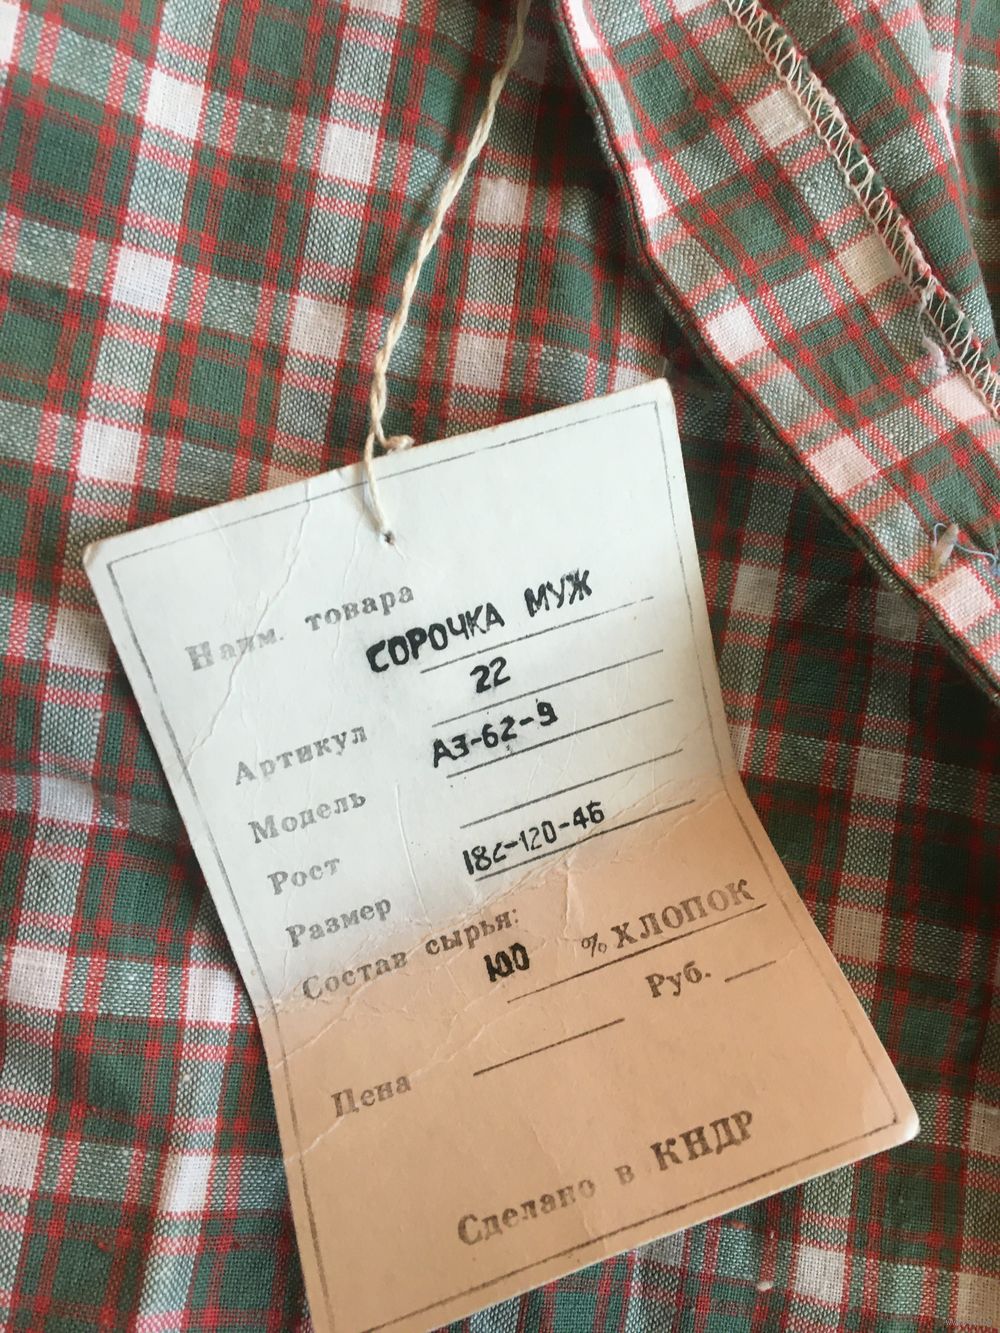 Наим. товара
СОРОЧКА МУЖ
Артикул 22
Модель АЗ-62-9
Рост
Размер 182-120-46
Состав сырья:
100 % ХЛОПОК
Цена Руб.
Сделано в КНДР